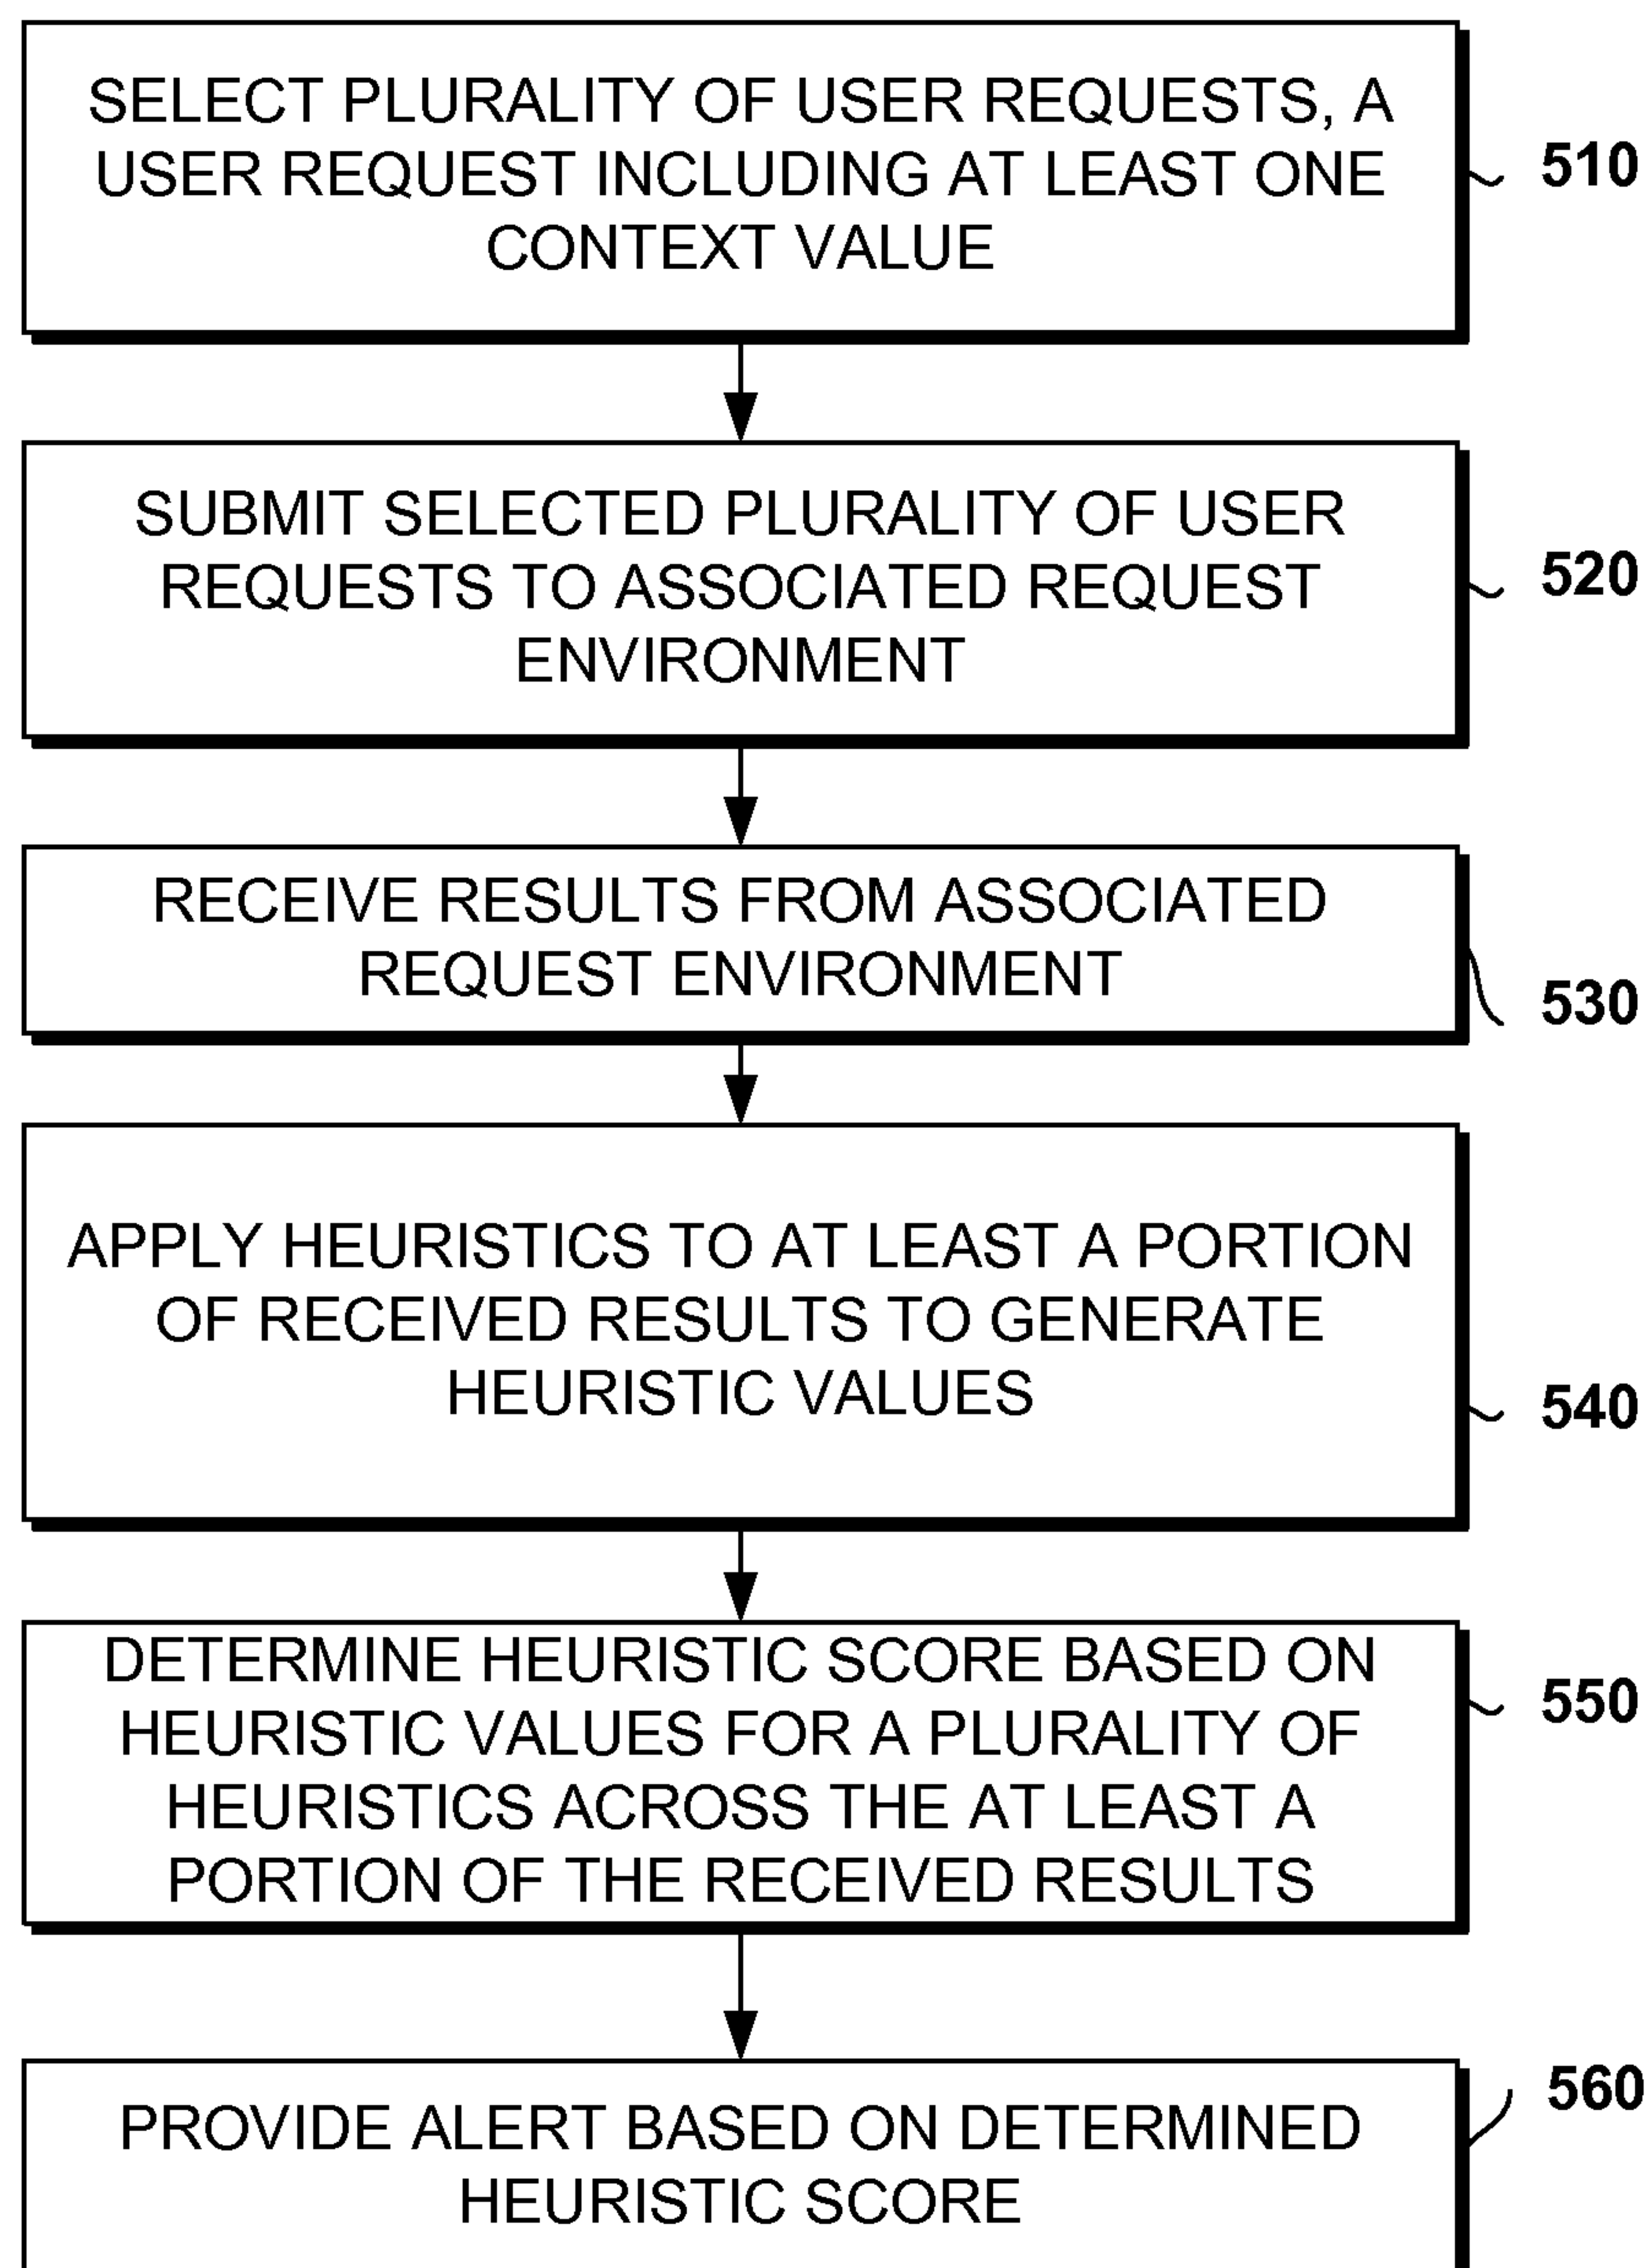 SELECT PLURALITY OF USER REQUESTS, A
USER REQUEST INCLUDING AT LEAST ONE
CONTEXT VALUE
510
SUBMIT SELECTED PLURALITY OF USER
REQUESTS TO ASSOCIATED REQUEST
ENVIRONMENT
520
RECEIVE RESULTS FROM ASSOCIATED
REQUEST ENVIRONMENT
530
APPLY HEURISTICS TO AT LEAST A PORTION
OF RECEIVED RESULTS TO GENERATE
HEURISTIC VALUES
540
DETERMINE HEURISTIC SCORE BASED ON
HEURISTIC VALUES FOR A PLURALITY OF
HEURISTICS ACROSS THE AT LEAST A
PORTION OF THE RECEIVED RESULTS
550
PROVIDE ALERT BASED ON DETERMINED
HEURISTIC SCORE
560